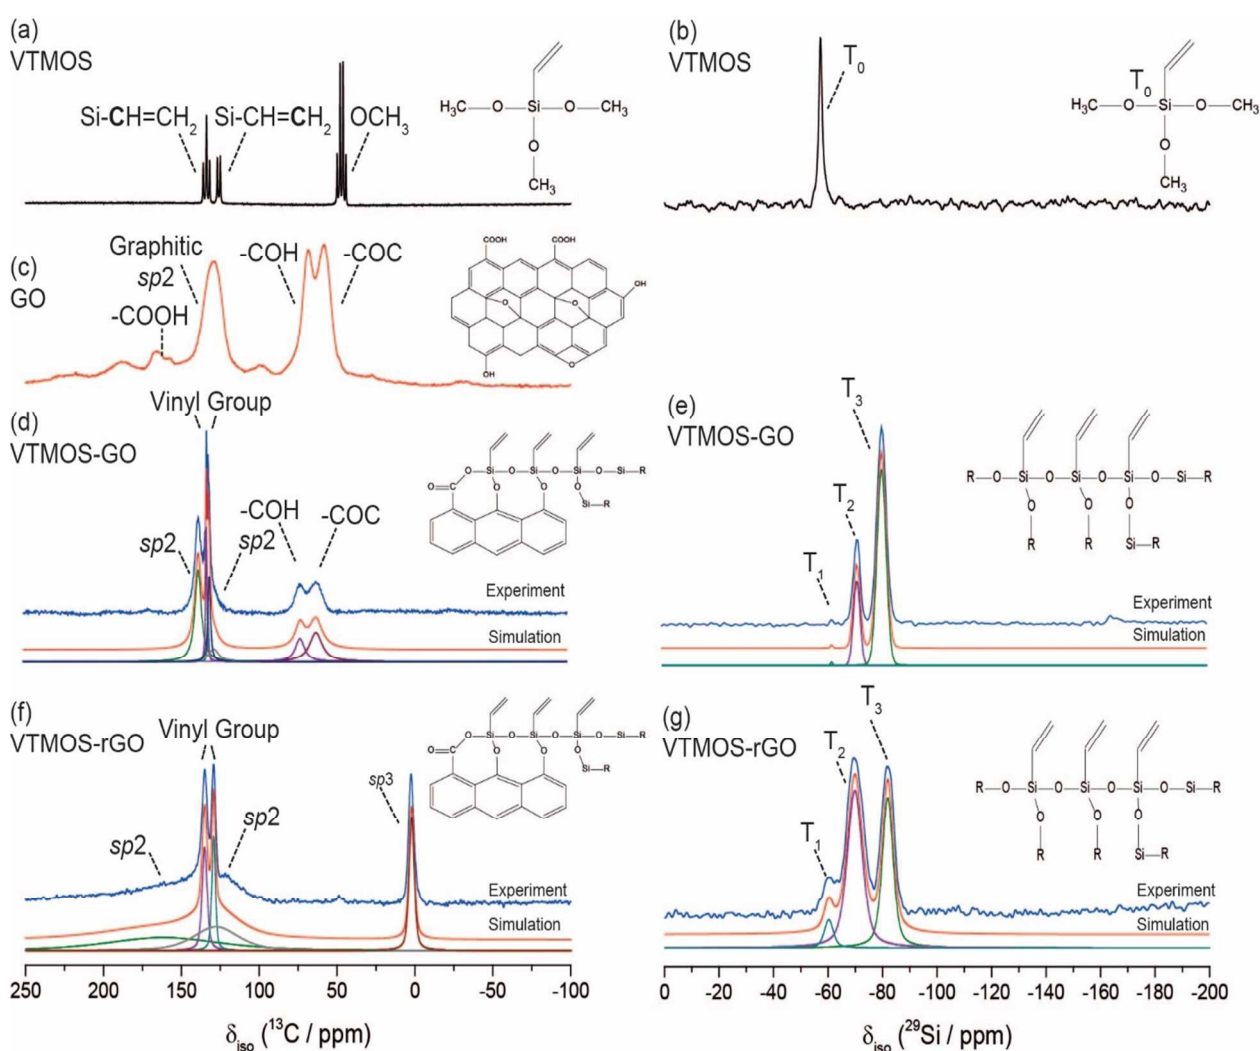 (a)
VTMOS
Si-CH=CH2 Si-CH=CH2 OCH3
H3C O Si O CH3
O
CH3
(b)
VTMOS
T0
T0
H3C O Si O CH3
O
CH3
(c)
GO
Graphitic
sp2
-COOH
-COH
-COC
COOH COOH
OH
O
O
O
OH
(d)
VTMOS-GO
Vinyl Group
sp2
sp2
-COH
-COC
O Si O Si O Si O Si R
O O O O
Si R
Experiment
Simulation
(e)
VTMOS-GO
T3
T2
T1
R O Si O Si O Si O Si R
O O O
R R Si R
Experiment
Simulation
(f)
VTMOS-rGO
Vinyl Group
sp2
sp2
sp3
O Si O Si O Si O Si R
O O O O
Si R
Experiment
Simulation
(g)
VTMOS-rGO
T3
T2
T1
R O Si O Si O Si O Si R
O O O
R R Si R
Experiment
Simulation
250 200 150 100 50 0 -50 -100
δiso (13C / ppm)
0 -20 -40 -60 -80 -100 -120 -140 -160 -180 -200
δiso (29Si / ppm)